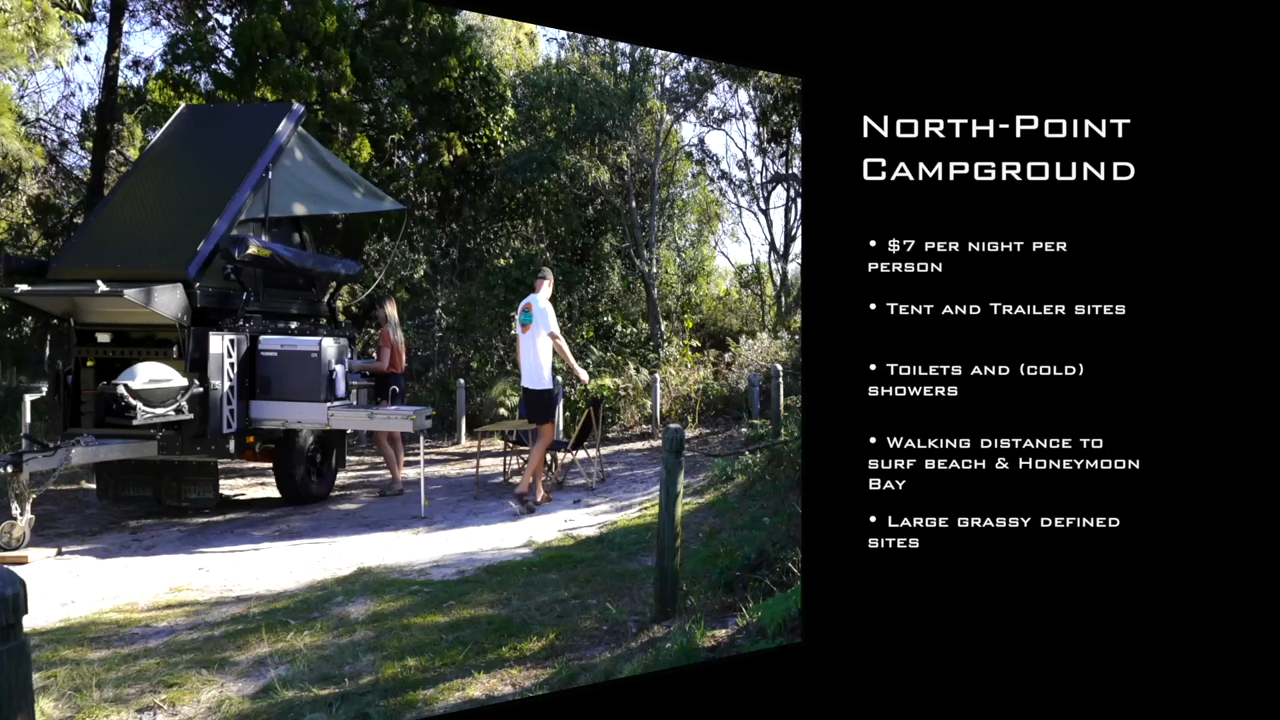 North-Point
Campground
• $7 per night per
person
• Tent and Trailer sites
• Toilets and (cold)
showers
• Walking distance to
surf beach & Honeymoon
Bay
• Large grassy defined
sites